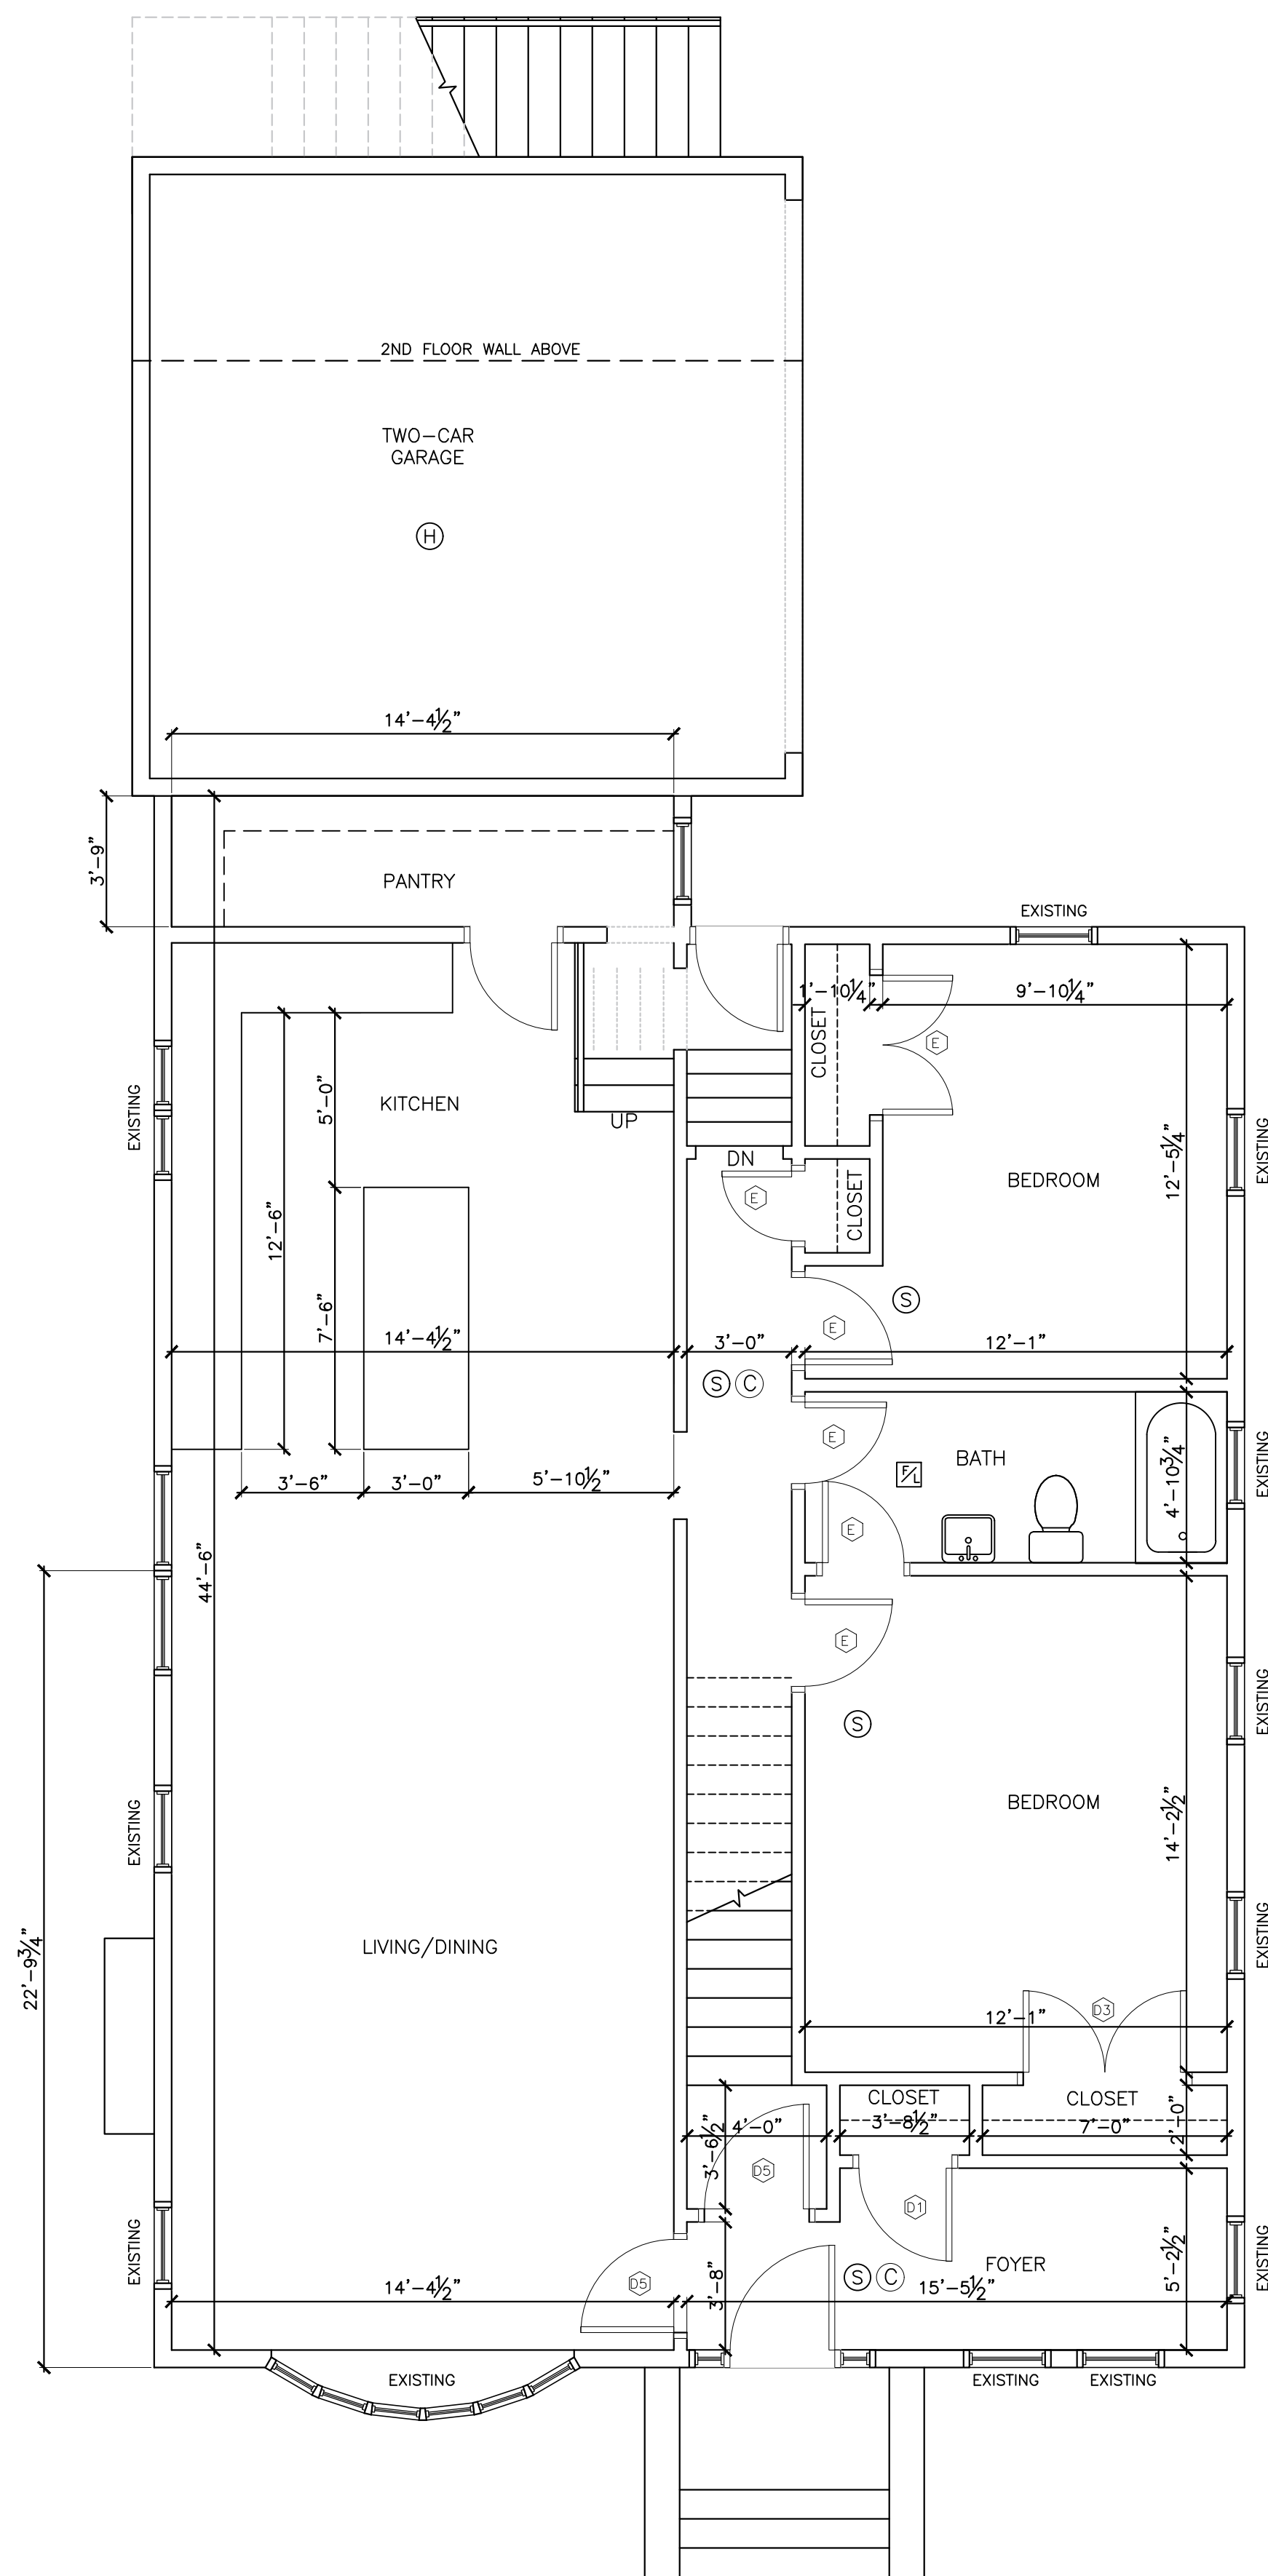 2ND FLOOR WALL ABOVE
TWO-CAR
GARAGE
H
14'-4½"
3'-9"
PANTRY
EXISTING
1'-10¼"
9'-10¼"
CLOSET
E
5'-0"
KITCHEN
EXISTING
UP
EXISTING
12'-5¼"
DN
E
CLOSET
BEDROOM
12'-6"
7'-6"
S
E
14'-4½"
3'-0"
12'-1"
S C
E
BATH
F/L
4'-10¾"
EXISTING
3'-6"
3'-0"
5'-10½"
E
44'-6"
E
EXISTING
S
BEDROOM
14'-2½"
EXISTING
EXISTING
22'-9¾"
LIVING/DINING
D3
12'-1"
CLOSET
CLOSET
3'-6½"
4'-0"
3'-8½"
7'-0"
2'-0"
D5
D1
EXISTING
FOYER
5'-2½"
EXISTING
D5
3'-8"
S C
14'-4½"
15'-5½"
EXISTING
EXISTING
EXISTING